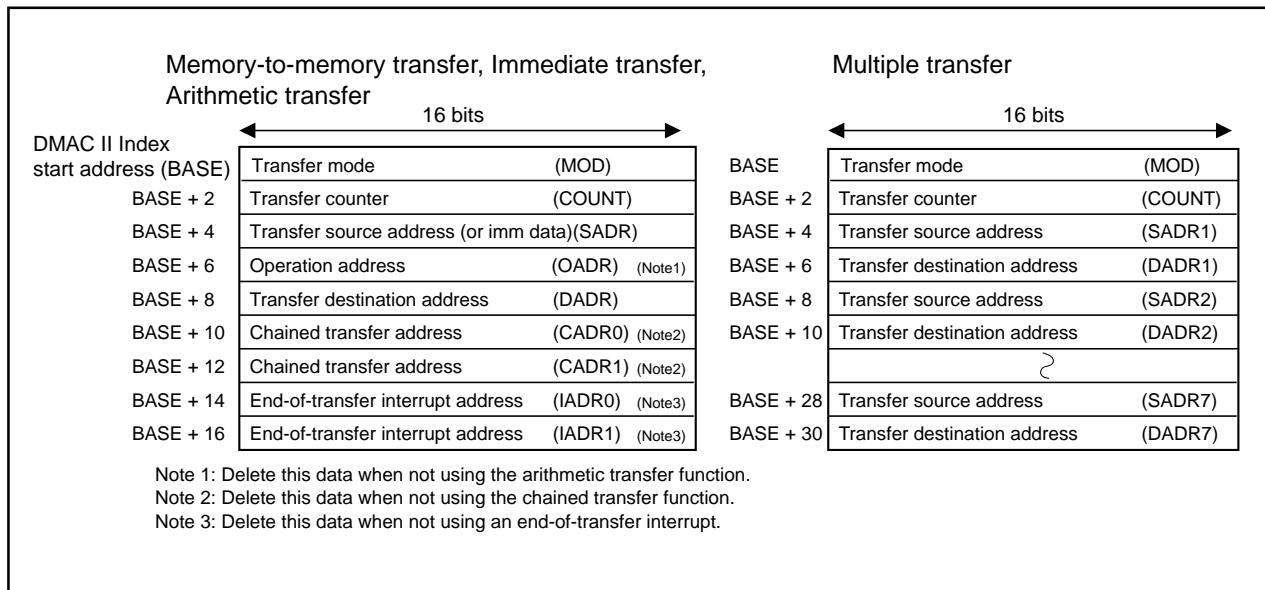 Memory-to-memory transfer, Immediate transfer,
Arithmetic transfer
16 bits
DMAC II Index
start address (BASE) Transfer mode (MOD)
BASE + 2 Transfer counter (COUNT)
BASE + 4 Transfer source address (or imm data)(SADR)
BASE + 6 Operation address (OADR) (Note1)
BASE + 8 Transfer destination address (DADR)
BASE + 10 Chained transfer address (CADR0) (Note2)
BASE + 12 Chained transfer address (CADR1) (Note2)
BASE + 14 End-of-transfer interrupt address (IADR0) (Note3)
BASE + 16 End-of-transfer interrupt address (IADR1) (Note3)
Multiple transfer
16 bits
BASE Transfer mode (MOD)
BASE + 2 Transfer counter (COUNT)
BASE + 4 Transfer source address (SADR1)
BASE + 6 Transfer destination address (DADR1)
BASE + 8 Transfer source address (SADR2)
BASE + 10 Transfer destination address (DADR2)
BASE + 28 Transfer source address (SADR7)
BASE + 30 Transfer destination address (DADR7)
Note 1: Delete this data when not using the arithmetic transfer function.
Note 2: Delete this data when not using the chained transfer function.
Note 3: Delete this data when not using an end-of-transfer interrupt.